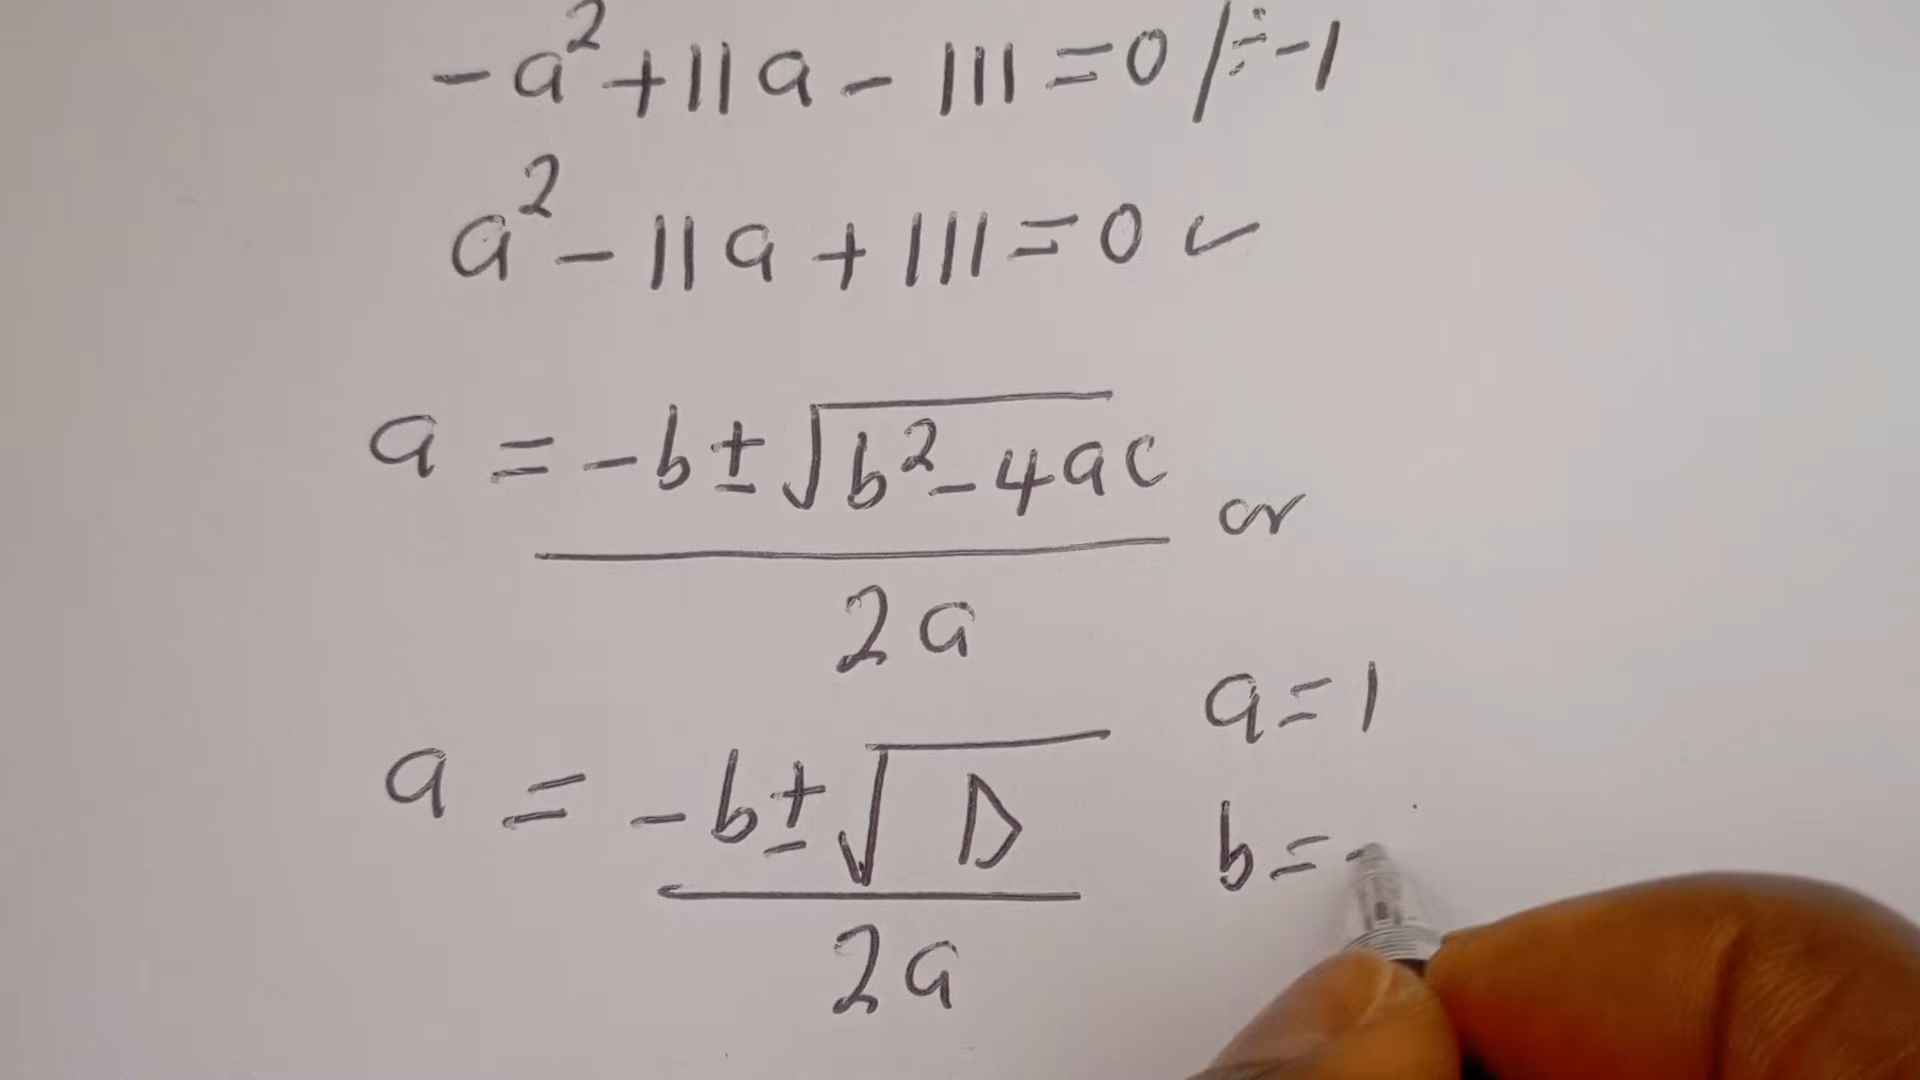 -a²+11a-111=0/÷-1
a²-11a+111=0✓
a=-b±√b²-4ac or
2a
a=1
a=-b±√D
b=-
2a